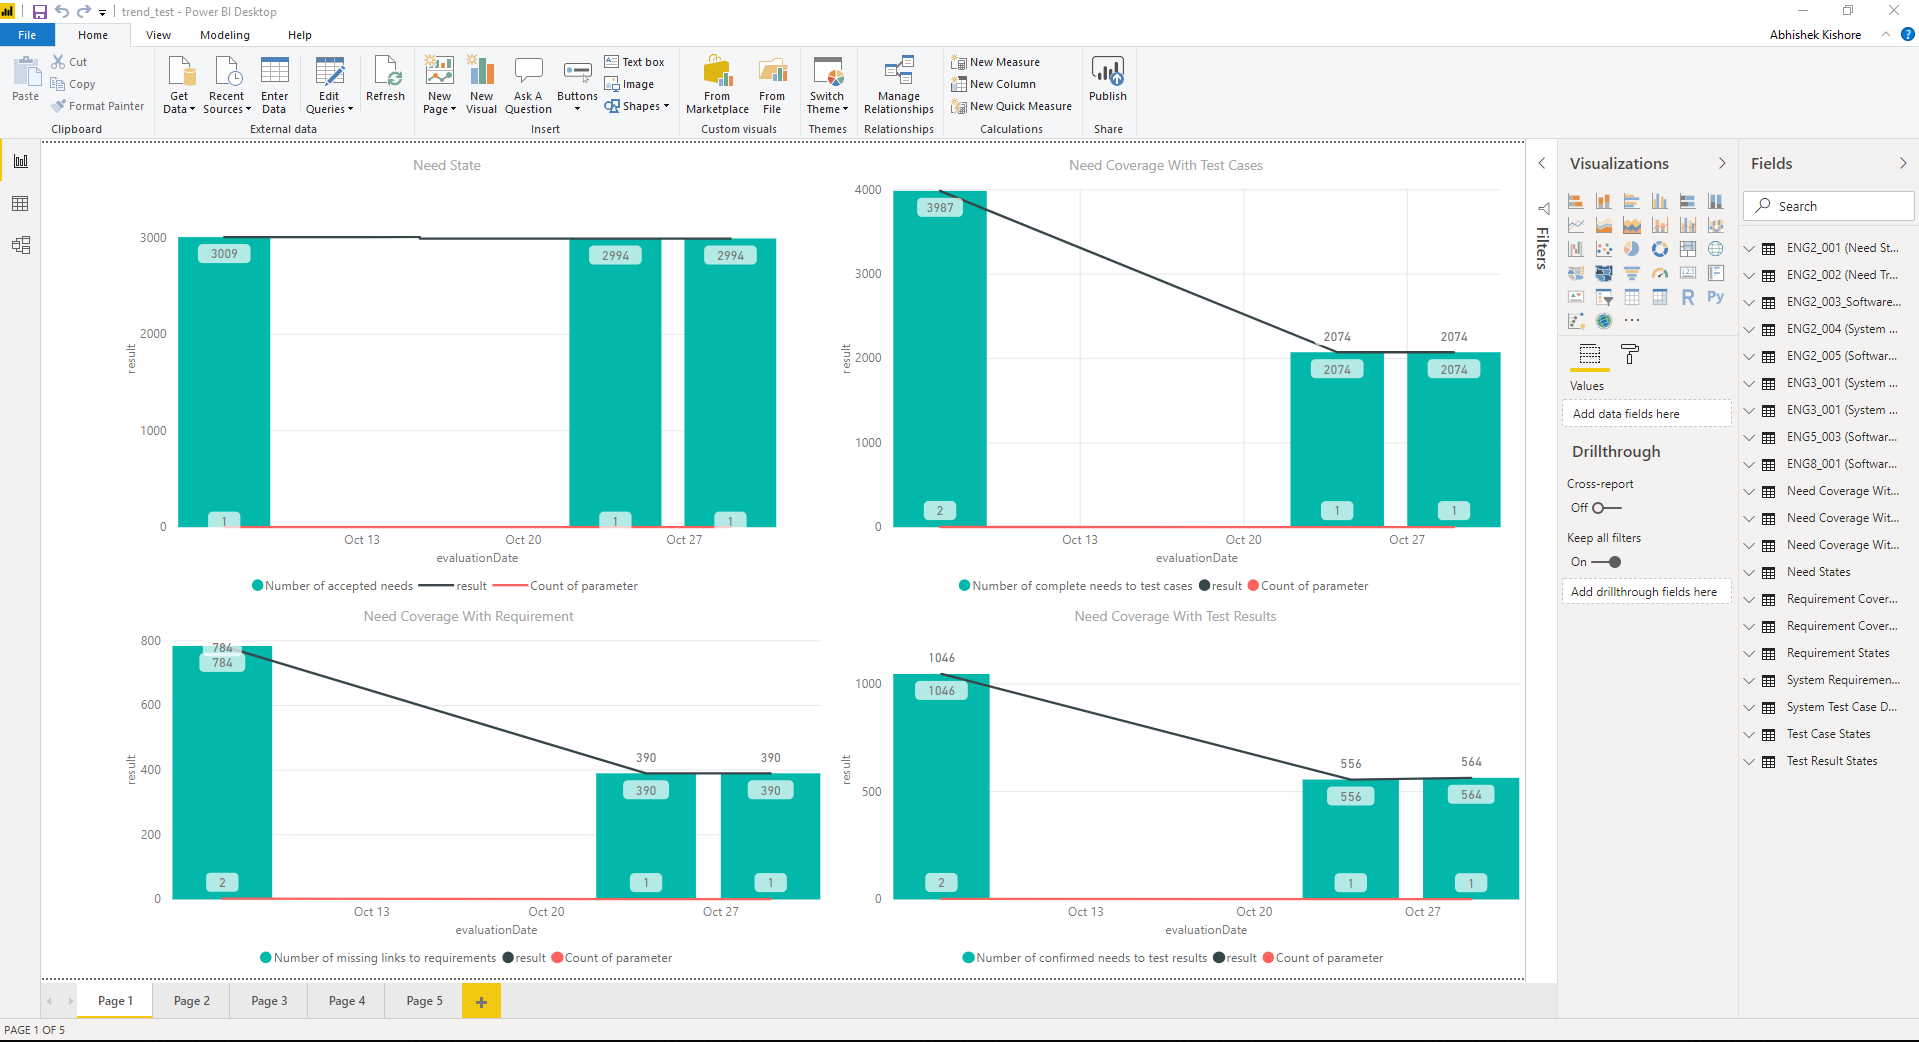 trend_test - Power BI Desktop
File Home View Modeling Help
Abhishek Kishore
?
Paste
Cut
Copy
Format Painter
Clipboard
Get Data
Recent Sources
Enter Data
Edit Queries
Refresh
External data
New Page
New Visual
Ask A Question
Buttons
Text box
Image
Shapes
Insert
From Marketplace
From File
Custom visuals
Switch Theme
Themes
Manage Relationships
Relationships
New Measure
New Column
New Quick Measure
Calculations
Publish
Share
Need State
result
3000
2000
1000
0
3009
2994
2994
1
1
1
Oct 13 Oct 20 Oct 27
evaluationDate
Number of accepted needs result Count of parameter
Need Coverage With Test Cases
result
4000
3000
2000
1000
0
3987
2074
2074
2074
2074
2
1
1
Oct 13 Oct 20 Oct 27
evaluationDate
Number of complete needs to test cases result Count of parameter
Need Coverage With Requirement
result
800
600
400
200
0
784
784
390
390
390
390
2
1
1
Oct 13 Oct 20 Oct 27
evaluationDate
Number of missing links to requirements result Count of parameter
Need Coverage With Test Results
result
1000
500
0
1046
1046
556
564
556
564
2
1
1
Oct 13 Oct 20 Oct 27
evaluationDate
Number of confirmed needs to test results result Count of parameter
Filters
Visualizations
R
Py
Values
Add data fields here
Drillthrough
Cross-report
Off
Keep all filters
On
Add drillthrough fields here
Fields
Search
ENG2_001 (Need St...
ENG2_002 (Need Tr...
ENG2_003_Software...
ENG2_004 (System ...
ENG2_005 (Softwar...
ENG3_001 (System ...
ENG3_001 (System ...
ENG5_003 (Softwar...
ENG8_001 (Softwar...
Need Coverage Wit...
Need Coverage Wit...
Need Coverage Wit...
Need States
Requirement Cover...
Requirement Cover...
Requirement States
System Requiremen...
System Test Case D...
Test Case States
Test Result States
Page 1 Page 2 Page 3 Page 4 Page 5 +
PAGE 1 OF 5